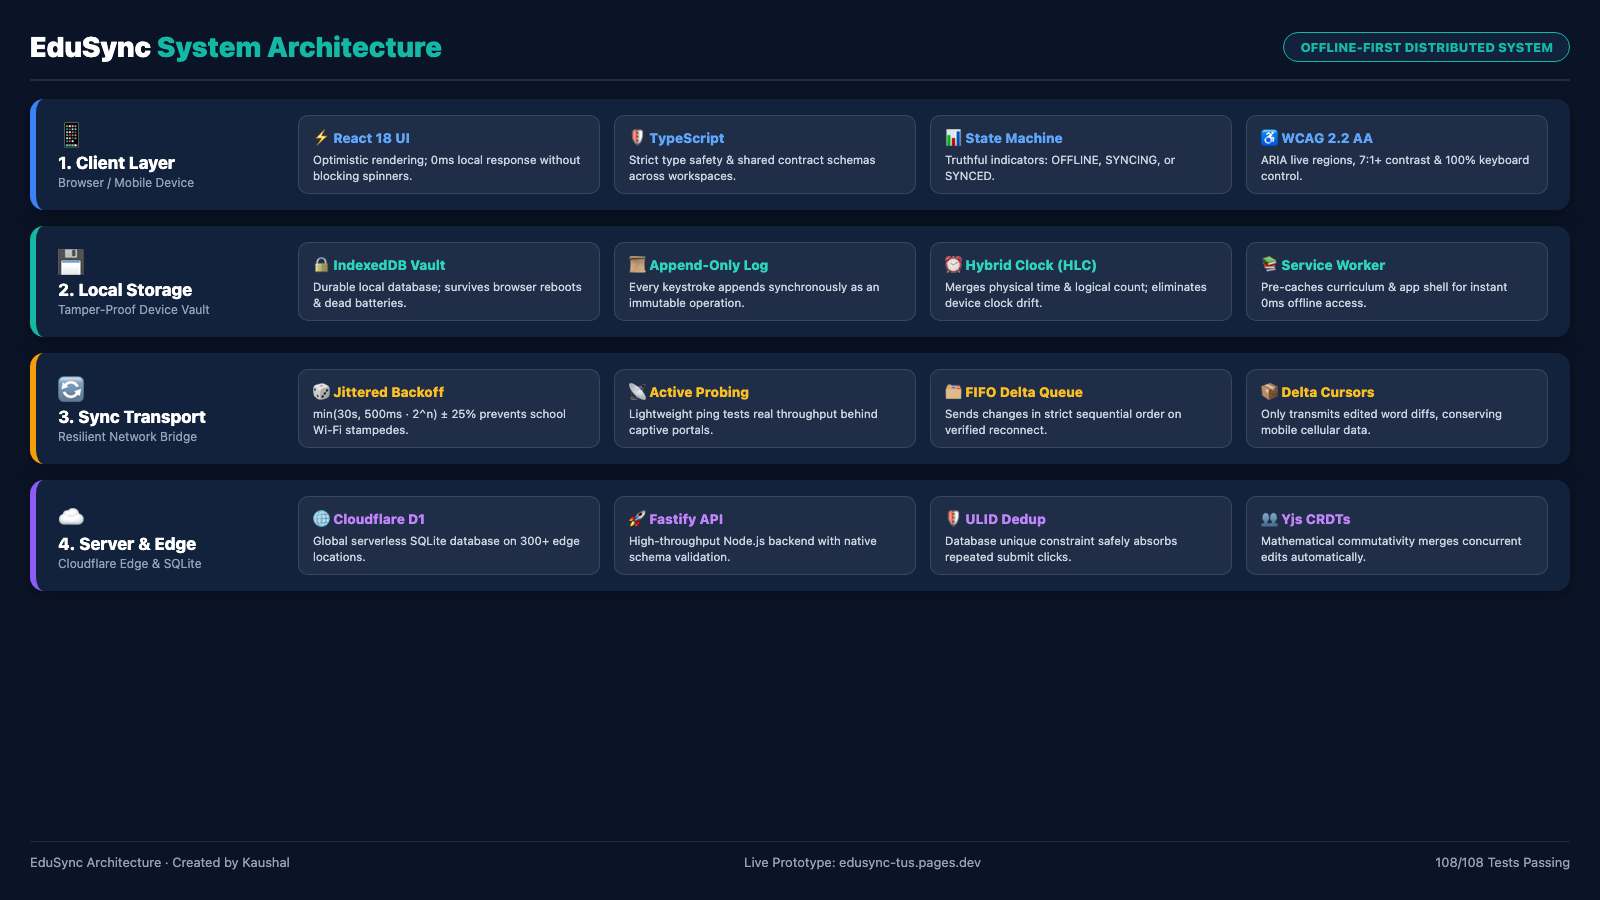 EduSync System Architecture
OFFLINE-FIRST DISTRIBUTED SYSTEM
1. Client Layer
Browser / Mobile Device
React 18 UI
Optimistic rendering; 0ms local response without
blocking spinners.
TypeScript
Strict type safety & shared contract schemas
across workspaces.
State Machine
Truthful indicators: OFFLINE, SYNCING, or
SYNCED.
WCAG 2.2 AA
ARIA live regions, 7:1+ contrast & 100% keyboard
control.
2. Local Storage
Tamper-Proof Device Vault
IndexedDB Vault
Durable local database; survives browser reboots
& dead batteries.
Append-Only Log
Every keystroke appends synchronously as an
immutable operation.
Hybrid Clock (HLC)
Merges physical time & logical count; eliminates
device clock drift.
Service Worker
Pre-caches curriculum & app shell for instant
0ms offline access.
3. Sync Transport
Resilient Network Bridge
Jittered Backoff
min(30s, 500ms · 2^n) ± 25% prevents school
Wi-Fi stampedes.
Active Probing
Lightweight ping tests real throughput behind
captive portals.
FIFO Delta Queue
Sends changes in strict sequential order on
verified reconnect.
Delta Cursors
Only transmits edited word diffs, conserving
mobile cellular data.
4. Server & Edge
Cloudflare Edge & SQLite
Cloudflare D1
Global serverless SQLite database on 300+ edge
locations.
Fastify API
High-throughput Node.js backend with native
schema validation.
ULID Dedup
Database unique constraint safely absorbs
repeated submit clicks.
Yjs CRDTs
Mathematical commutativity merges concurrent
edits automatically.
EduSync Architecture · Created by Kaushal
Live Prototype: edusync-tus.pages.dev
108/108 Tests Passing